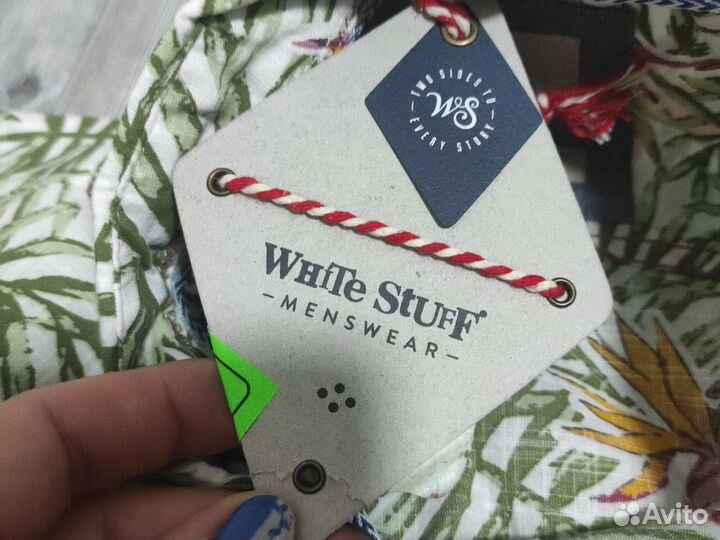 TWO SIDES TO
WS
EVERY STORY
WHiTe StUFF
–MENSWEAR–
Avito